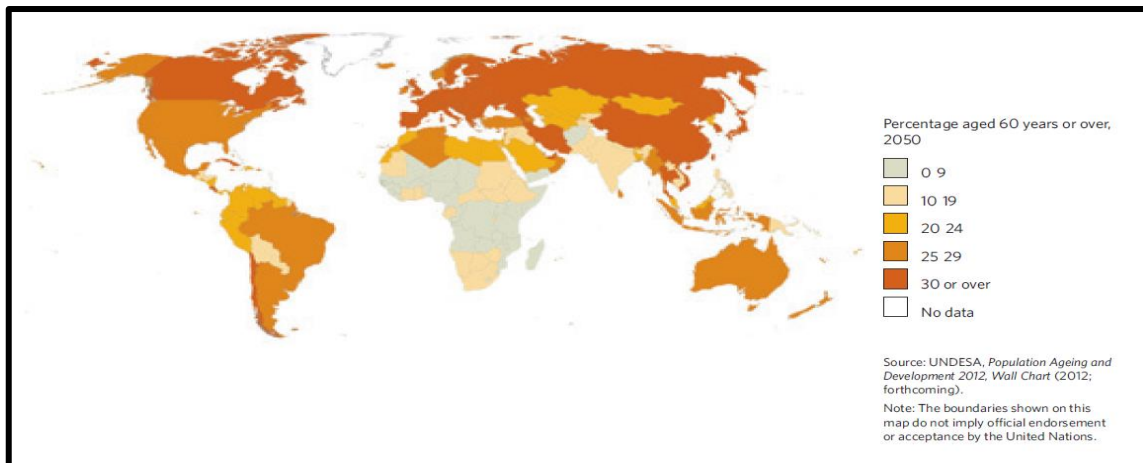 Percentage aged 60 years or over,
2050
0 9
10 19
20 24
25 29
30 or over
No data
Source: UNDESA, Population Ageing and
Development 2012, Wall Chart (2012;
forthcoming).
Note: The boundaries shown on this
map do not imply official endorsement
or acceptance by the United Nations.